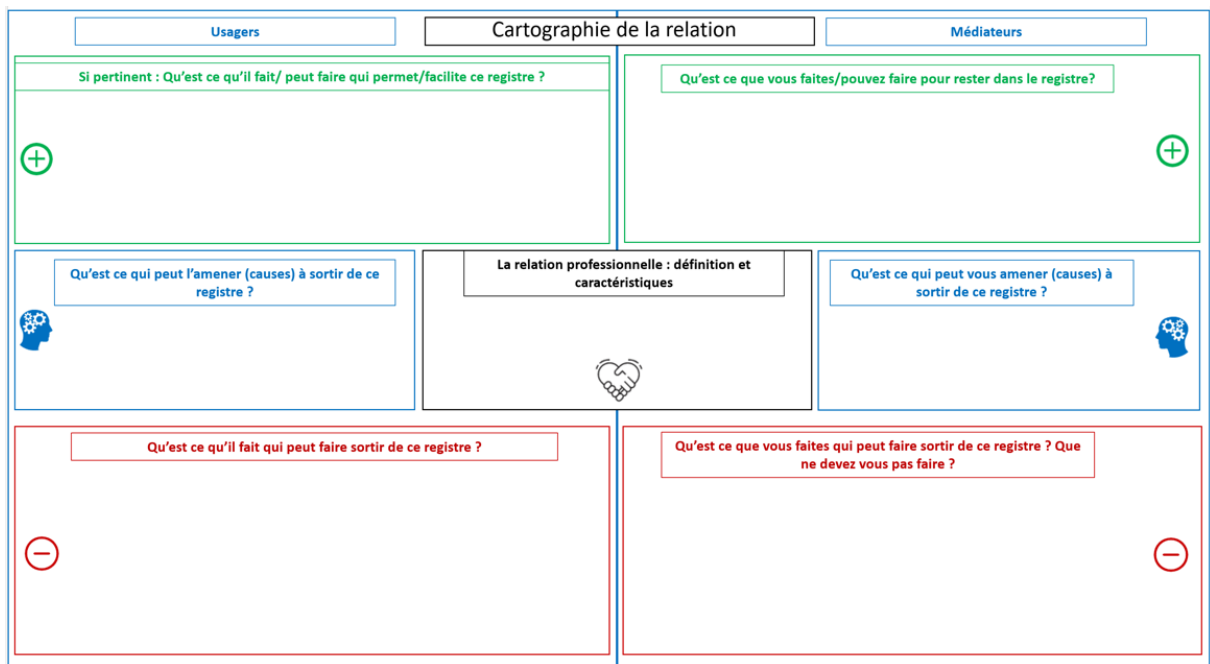 Cartographie de la relation
Usagers
Médiateurs
Si pertinent : Qu'est ce qu'il fait/ peut faire qui permet/facilite ce registre ?
Qu'est ce que vous faites/pouvez faire pour rester dans le registre?
Qu'est ce qui peut l'amener (causes) à sortir de ce
registre ?
La relation professionnelle : définition et
caractéristiques
Qu'est ce qui peut vous amener (causes) à
sortir de ce registre ?
Qu'est ce qu'il fait qui peut faire sortir de ce registre ?
Qu'est ce que vous faites qui peut faire sortir de ce registre ? Que
ne devez vous pas faire ?